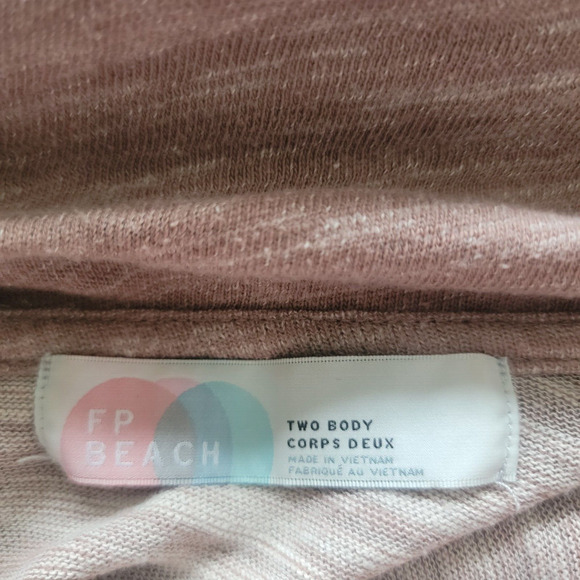 FP
BEACH
TWO BODY
CORPS DEUX
MADE IN VIETNAM
FABRIQUÉ AU VIETNAM